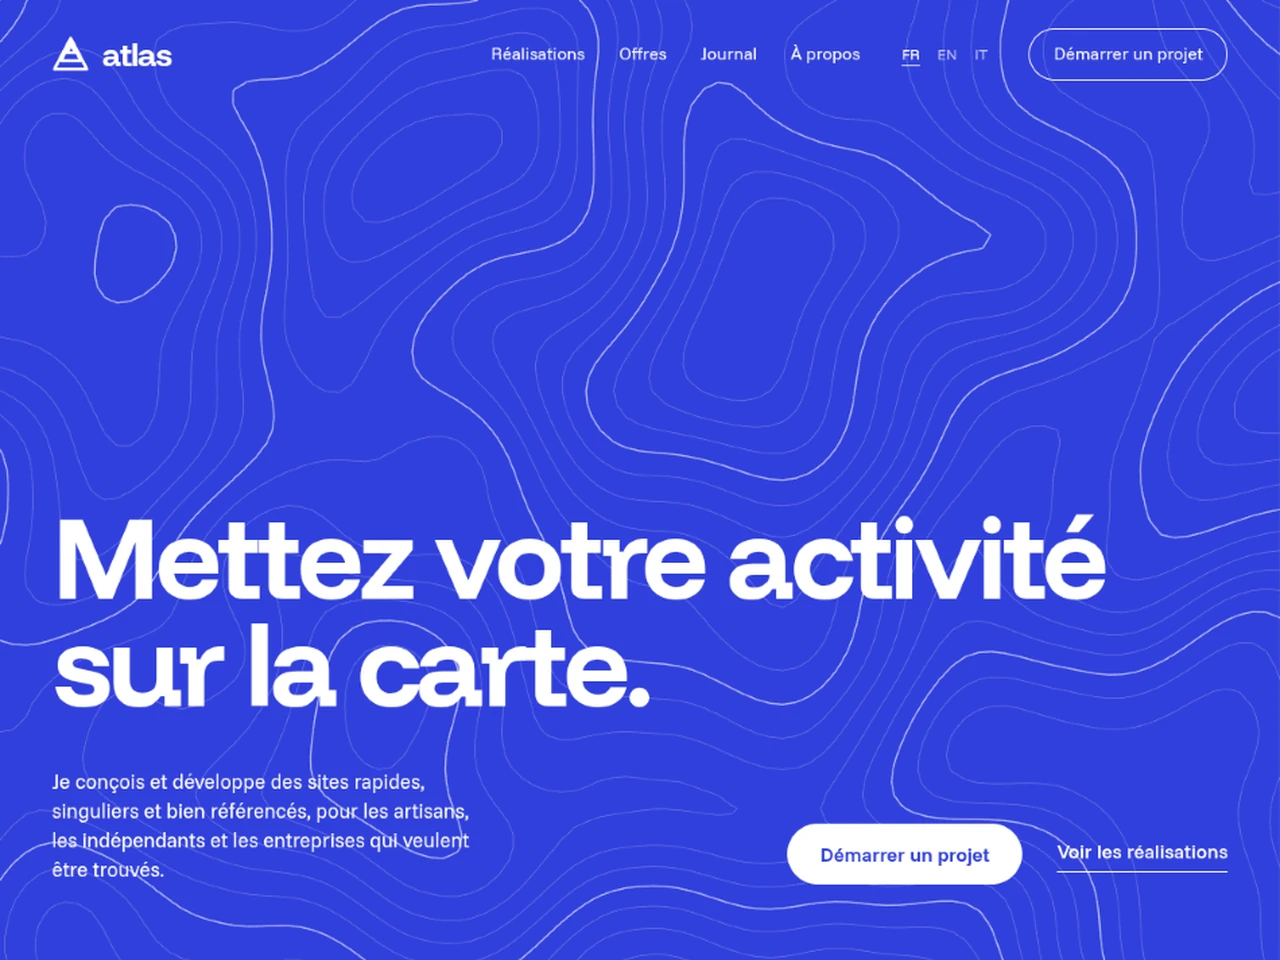 atlas
Réalisations
Offres
Journal
À propos
FR
EN
IT
Démarrer un projet
Mettez votre activité
sur la carte.
Je conçois et développe des sites rapides,
singuliers et bien référencés, pour les artisans,
les indépendants et les entreprises qui veulent
être trouvés.
Démarrer un projet
Voir les réalisations